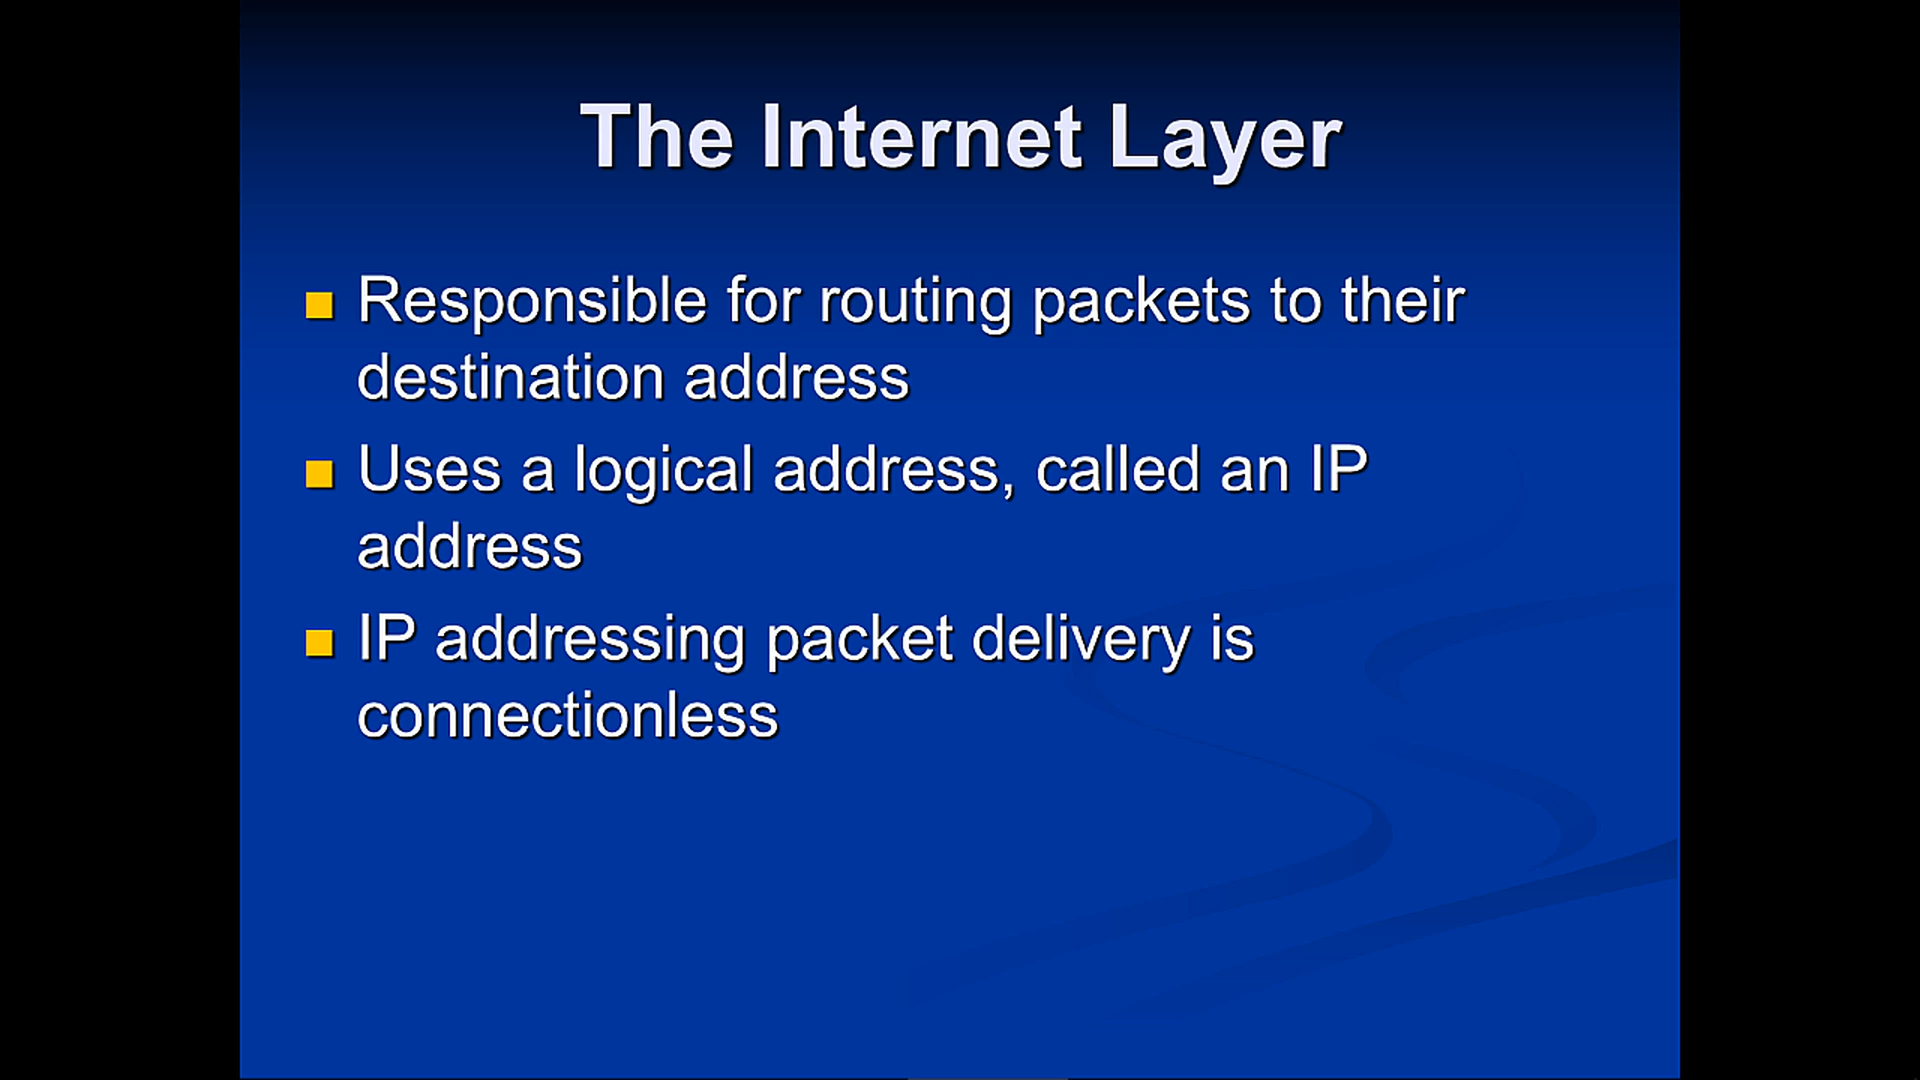 The Internet Layer
Responsible for routing packets to their
destination address
Uses a logical address, called an IP
address
IP addressing packet delivery is
connectionless